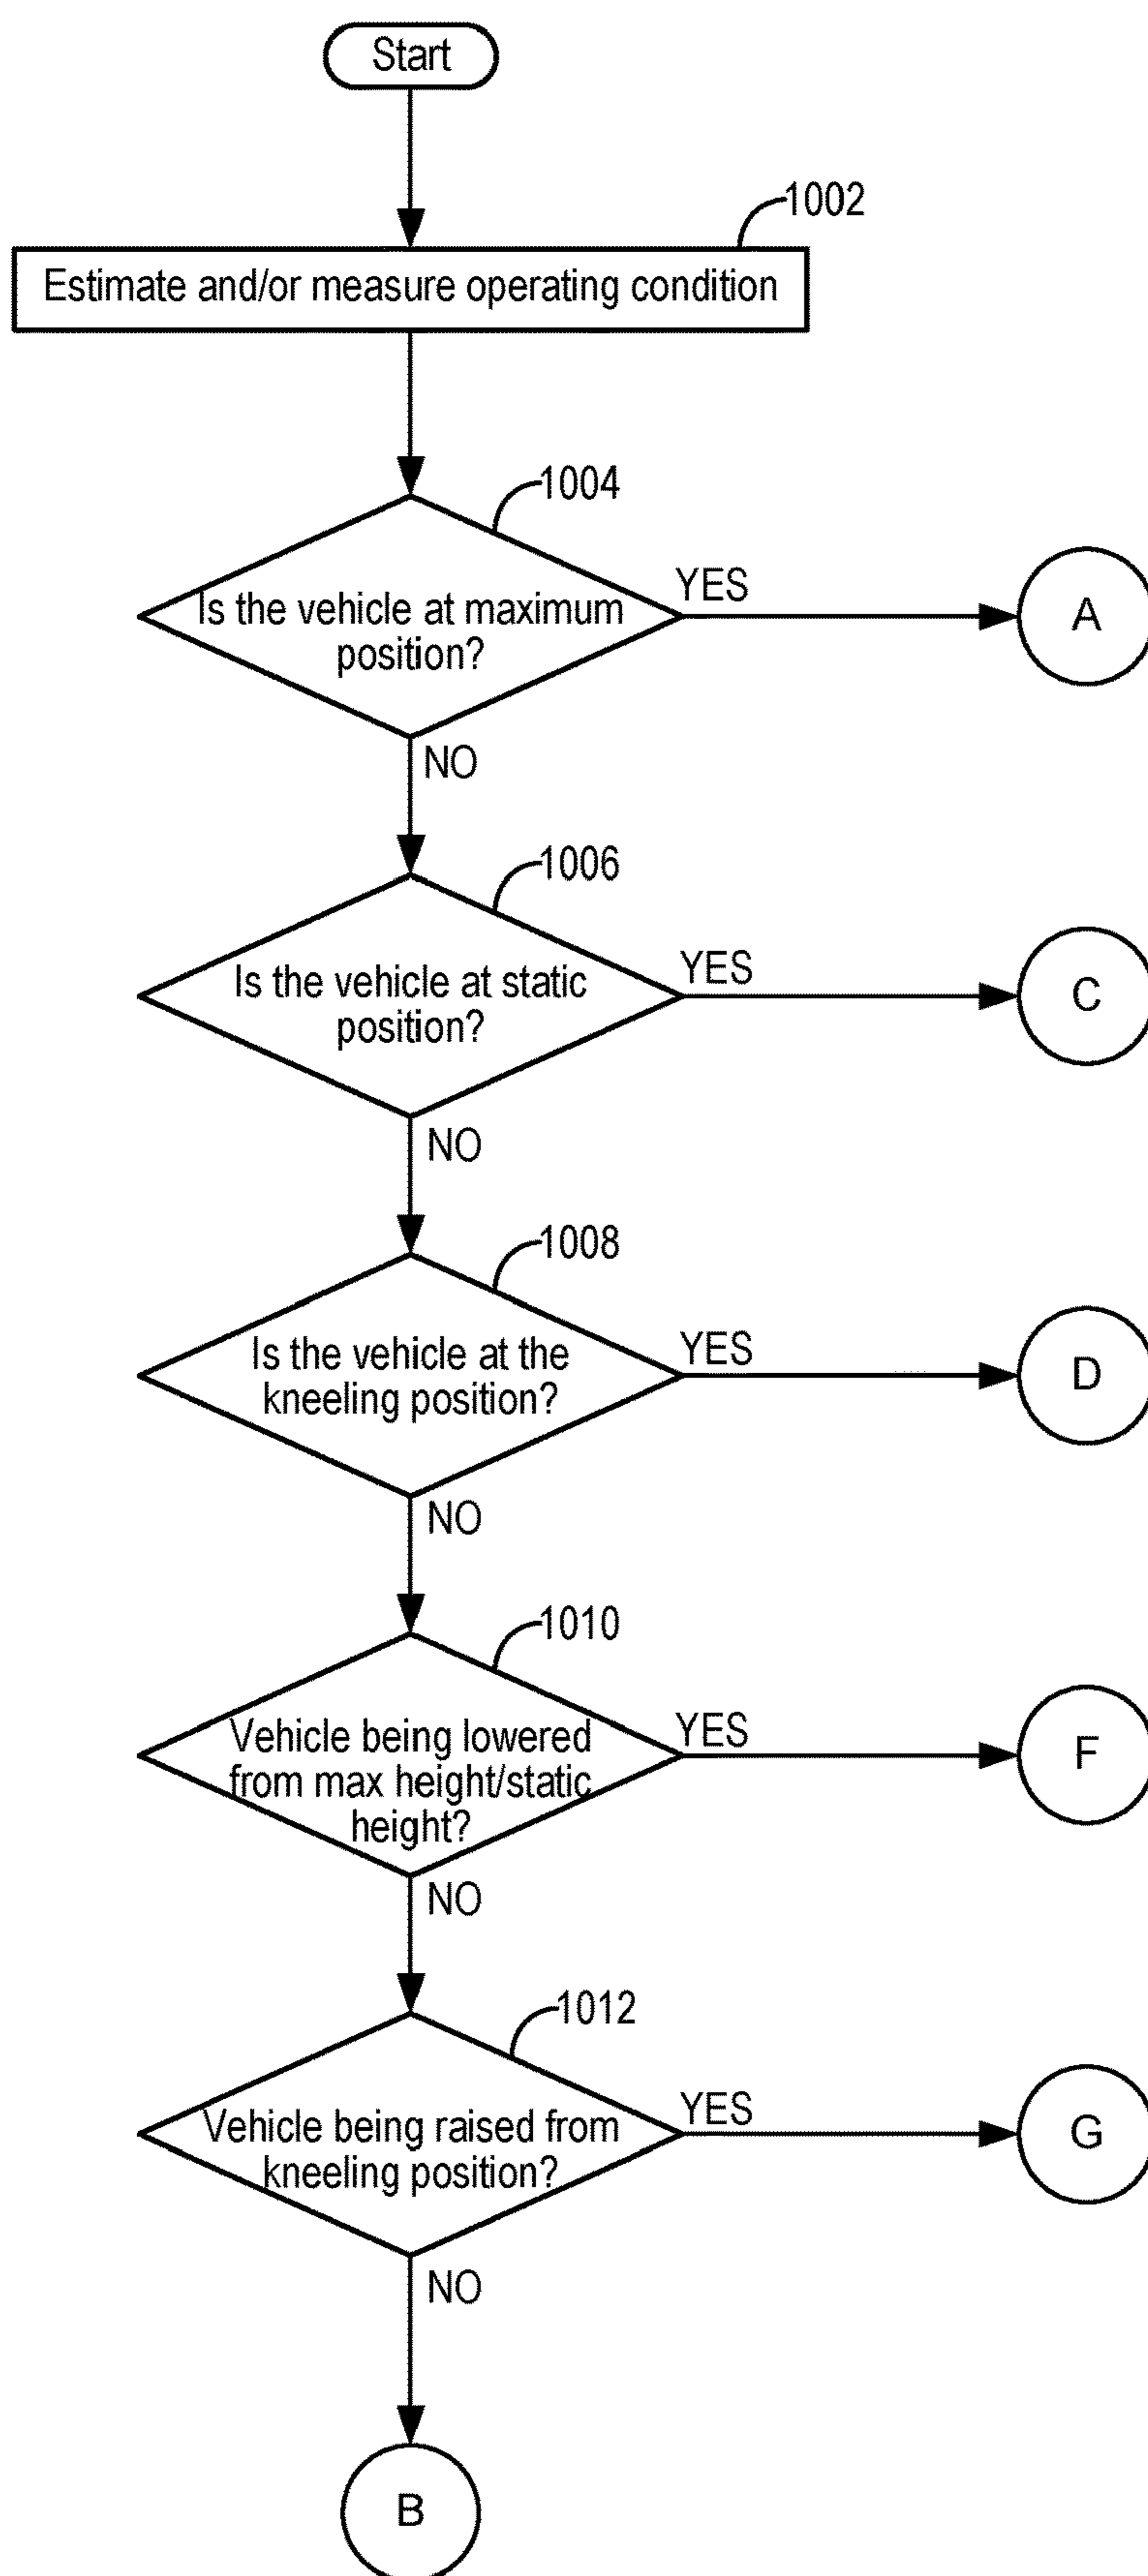 Start
1002
Estimate and/or measure operating condition
1004
Is the vehicle at maximum
position?
YES
A
NO
1006
Is the vehicle at static
position?
YES
C
NO
1008
Is the vehicle at the
kneeling position?
YES
D
NO
1010
Vehicle being lowered
from max height/static
height?
YES
F
NO
1012
Vehicle being raised from
kneeling position?
YES
G
NO
B